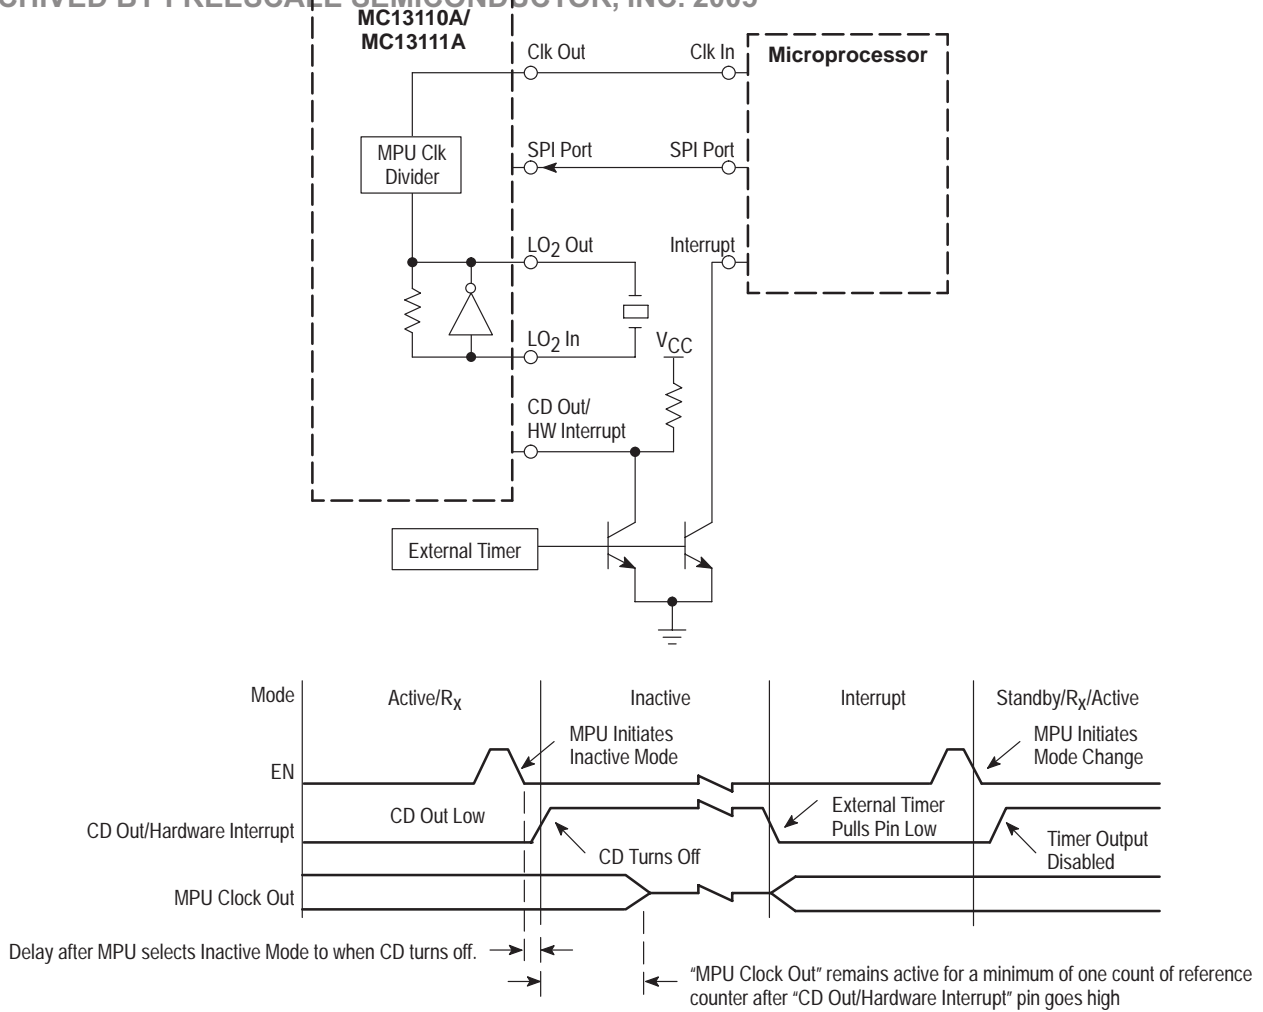 MC13110A/
MC13111A
Clk Out
Clk In
Microprocessor
MPU Clk
Divider
SPI Port
SPI Port
LO2 Out
Interrupt
LO2 In
VCC
CD Out/
HW Interrupt
External Timer
Mode
Active/RX
Inactive
Interrupt
Standby/RX/Active
MPU Initiates
Inactive Mode
MPU Initiates
Mode Change
EN
CD Out/Hardware Interrupt
CD Out Low
External Timer
Pulls Pin Low
CD Turns Off
Timer Output
Disabled
MPU Clock Out
Delay after MPU selects Inactive Mode to when CD turns off.
“MPU Clock Out” remains active for a minimum of one count of reference
counter after “CD Out/Hardware Interrupt” pin goes high